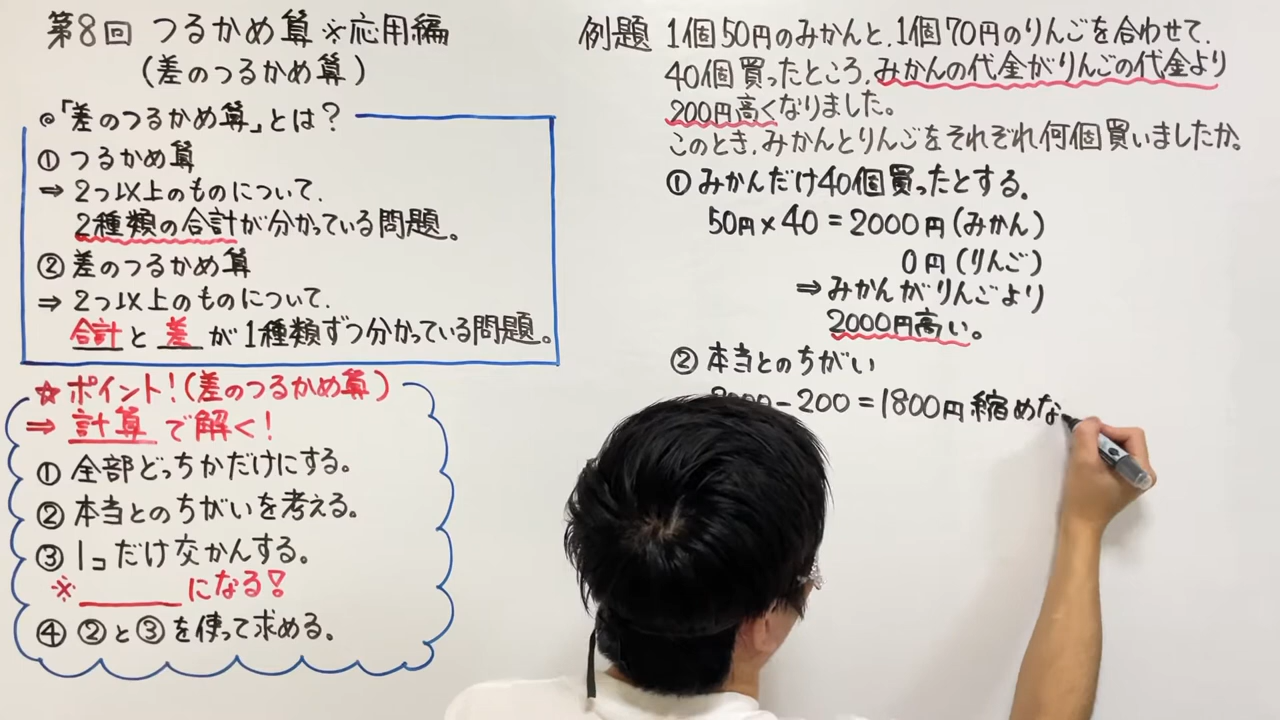 第8回 つるかめ算 ※応用編
(差のつるかめ算)
◎「差のつるかめ算」とは?
① つるかめ算
⇒ 2つ以上のものについて、
2種類の合計が分かっている問題。
② 差のつるかめ算
⇒ 2つ以上のものについて、
合計と差が1種類ずつ分かっている問題。
☆ポイント!(差のつるかめ算)
⇒ 計算で解く!
① 全部どっちかだけにする。
② 本当とのちがいを考える。
③ 1コだけ交かんする。
※ になる!
④ ②と③を使って求める。
例題 1個50円のみかんと、1個70円のりんごを合わせて、
40個買ったところ、みかんの代金がりんごの代金より
200円高くなりました。
このとき、みかんとりんごをそれぞれ何個買いましたか。
① みかんだけ40個買ったとする。
50円×40=2000円(みかん)
0円(りんご)
⇒ みかんがりんごより
2000円高い。
② 本当とのちがい
2000-200=1800円縮めな